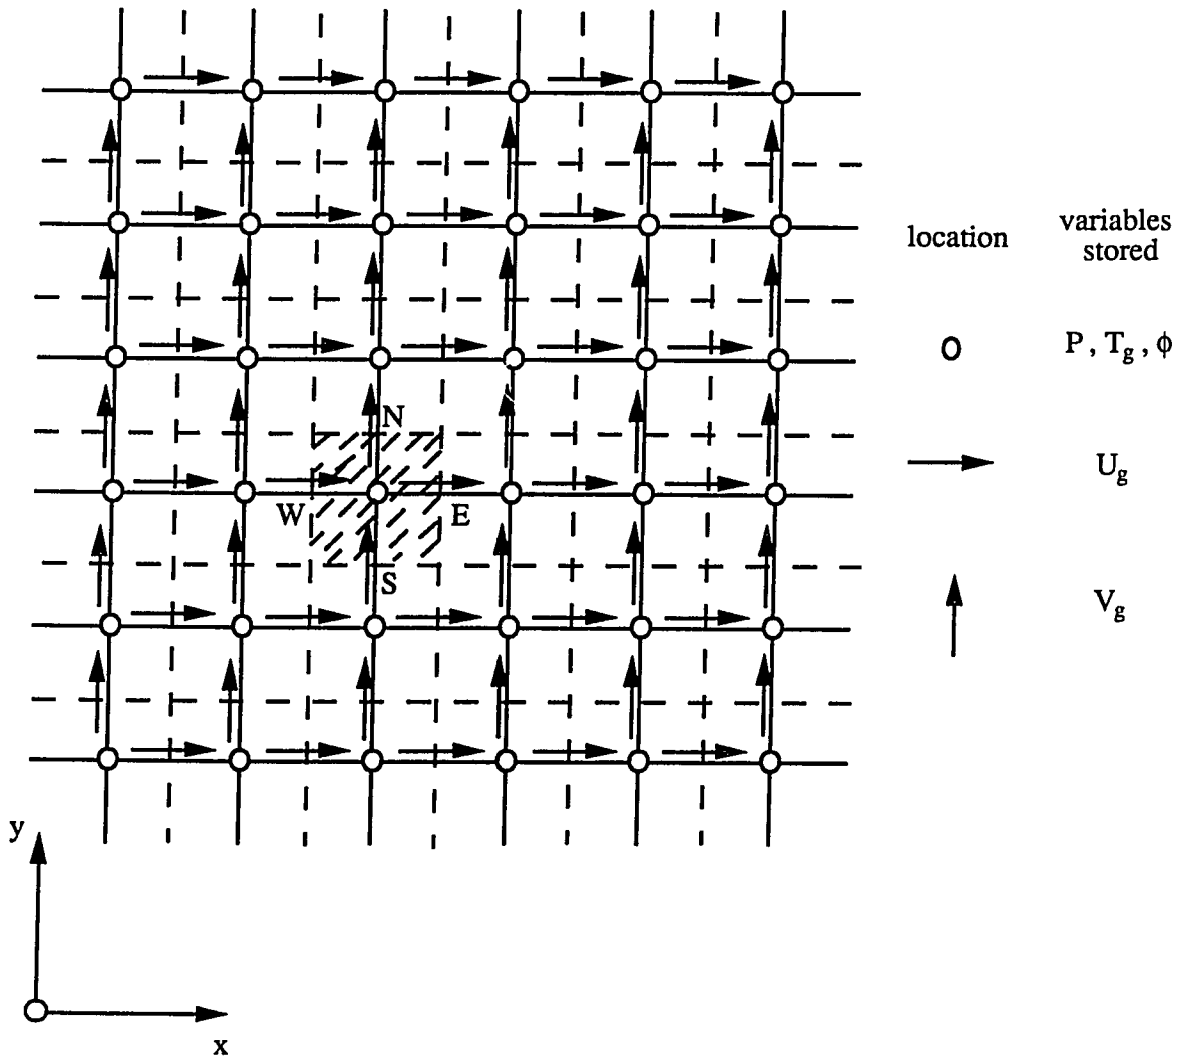 location
variables
stored
P , T_g , ϕ
U_g
V_g
N
W
E
S
y
x